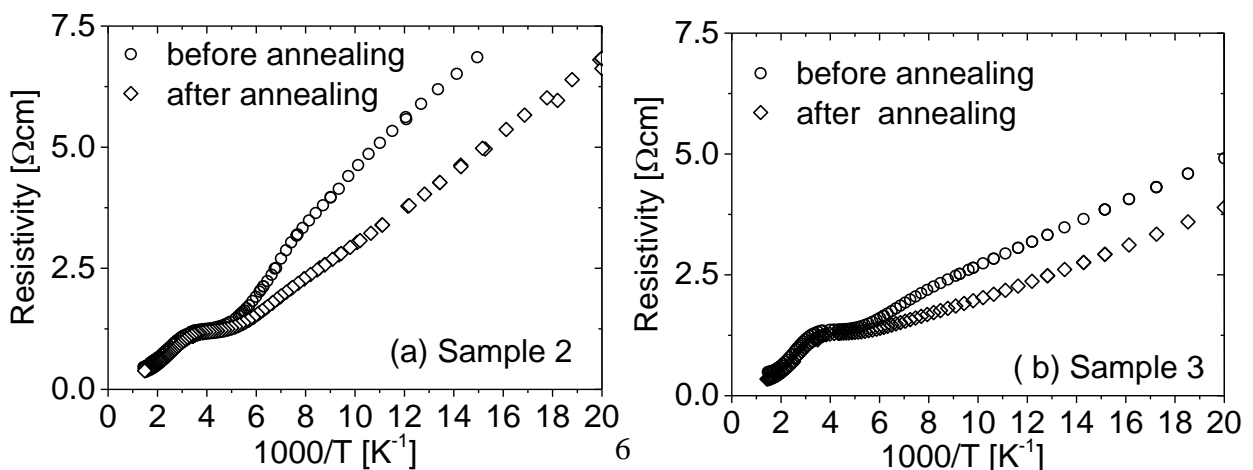 7.5
5.0
2.5
0.0
Resistivity [Ωcm]
before annealing
after annealing
(a) Sample 2
0 2 4 6 8 10 12 14 16 18 20
1000/T [K⁻¹]
6
7.5
5.0
2.5
0.0
Resistivity [Ωcm]
before annealing
after annealing
( b) Sample 3
0 2 4 6 8 10 12 14 16 18 20
1000/T [K⁻¹]